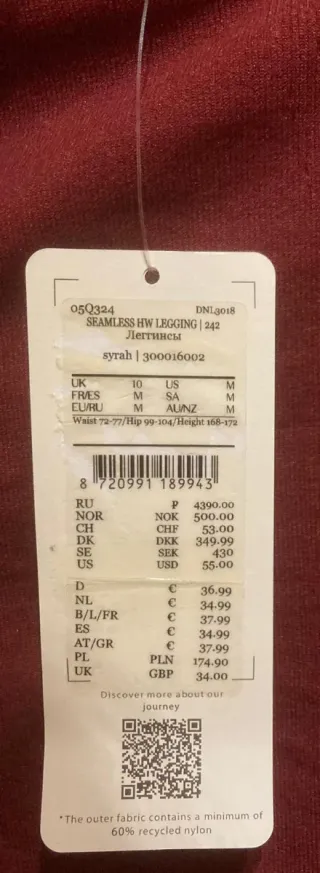 05Q324 DNL3018
SEAMLESS HW LEGGING | 242
Леггинсы
syrah | 300016002
UK 10 US M
FR/ES M SA M
EU/RU M AU/NZ M
Waist 72-77/Hip 99-104/Height 168-172
8 720991 189943
RU ₽ 4390.00
NOR NOK 500.00
CH CHF 53.00
DK DKK 349.99
SE SEK 430
US USD 55.00
D € 36.99
NL € 34.99
B/L/FR € 37.99
ES € 34.99
AT/GR € 37.99
PL PLN 174.90
UK GBP 34.00
Discover more about our
journey
*The outer fabric contains a minimum of
60% recycled nylon